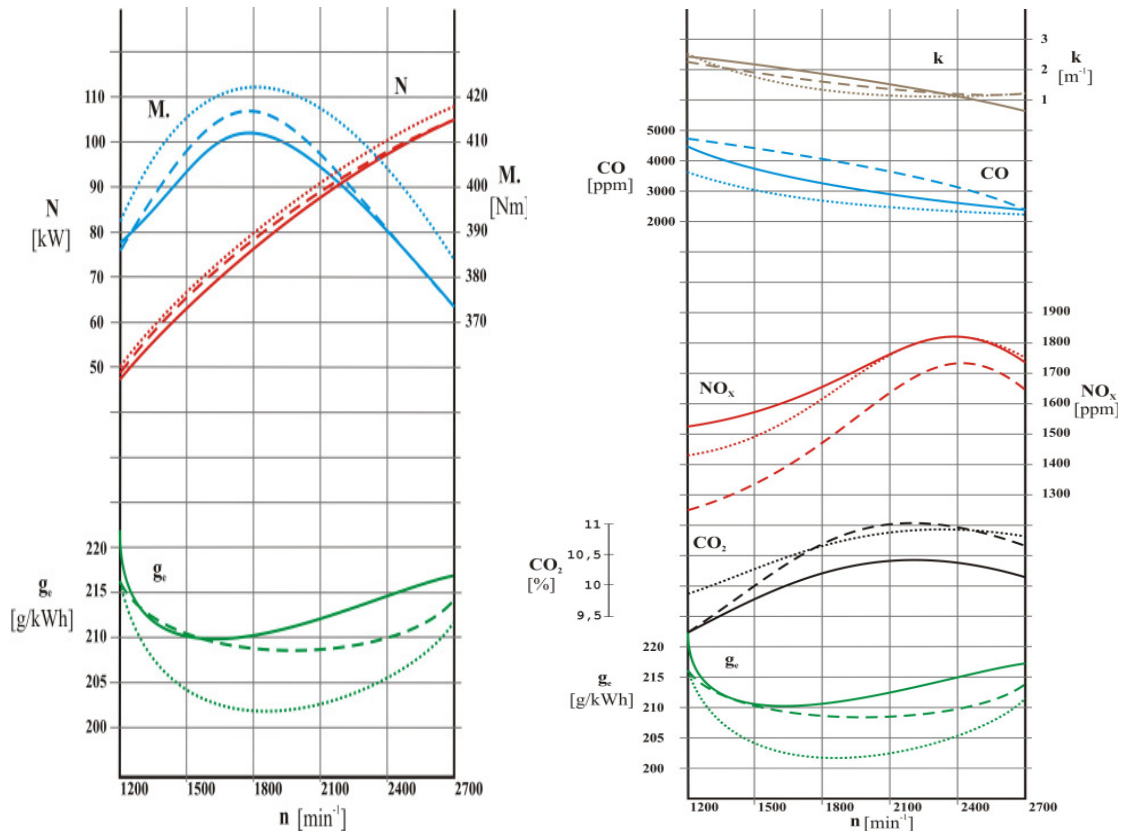 M.
N
110
100
90
80
70
60
50
N
[kW]
420
410
400
390
380
370
M.
[Nm]
220
215
210
205
200
gₑ
gₑ
[g/kWh]
1200 1500 1800 2100 2400 2700
n [min⁻¹]
k
3
2
1
k
[m⁻¹]
5000
4000
3000
2000
CO
[ppm]
CO
1900
1800
1700
1600
1500
1400
1300
NOₓ
NOₓ
[ppm]
11
10,5
10
9,5
CO₂
[%]
CO₂
220
215
210
205
200
gₑ
gₑ
[g/kWh]
1200 1500 1800 2100 2400 2700
n [min⁻¹]